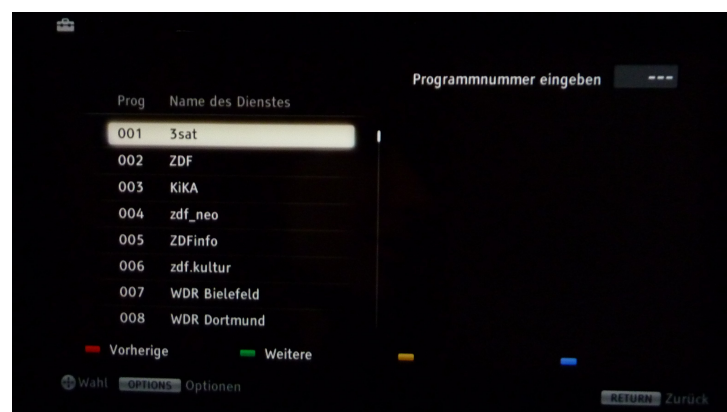 Programmnummer eingeben ---
Prog Name des Dienstes
001 3sat
002 ZDF
003 KiKA
004 zdf_neo
005 ZDFinfo
006 zdf.kultur
007 WDR Bielefeld
008 WDR Dortmund
Vorherige Weitere
Wahl OPTIONS Optionen
RETURN Zurück